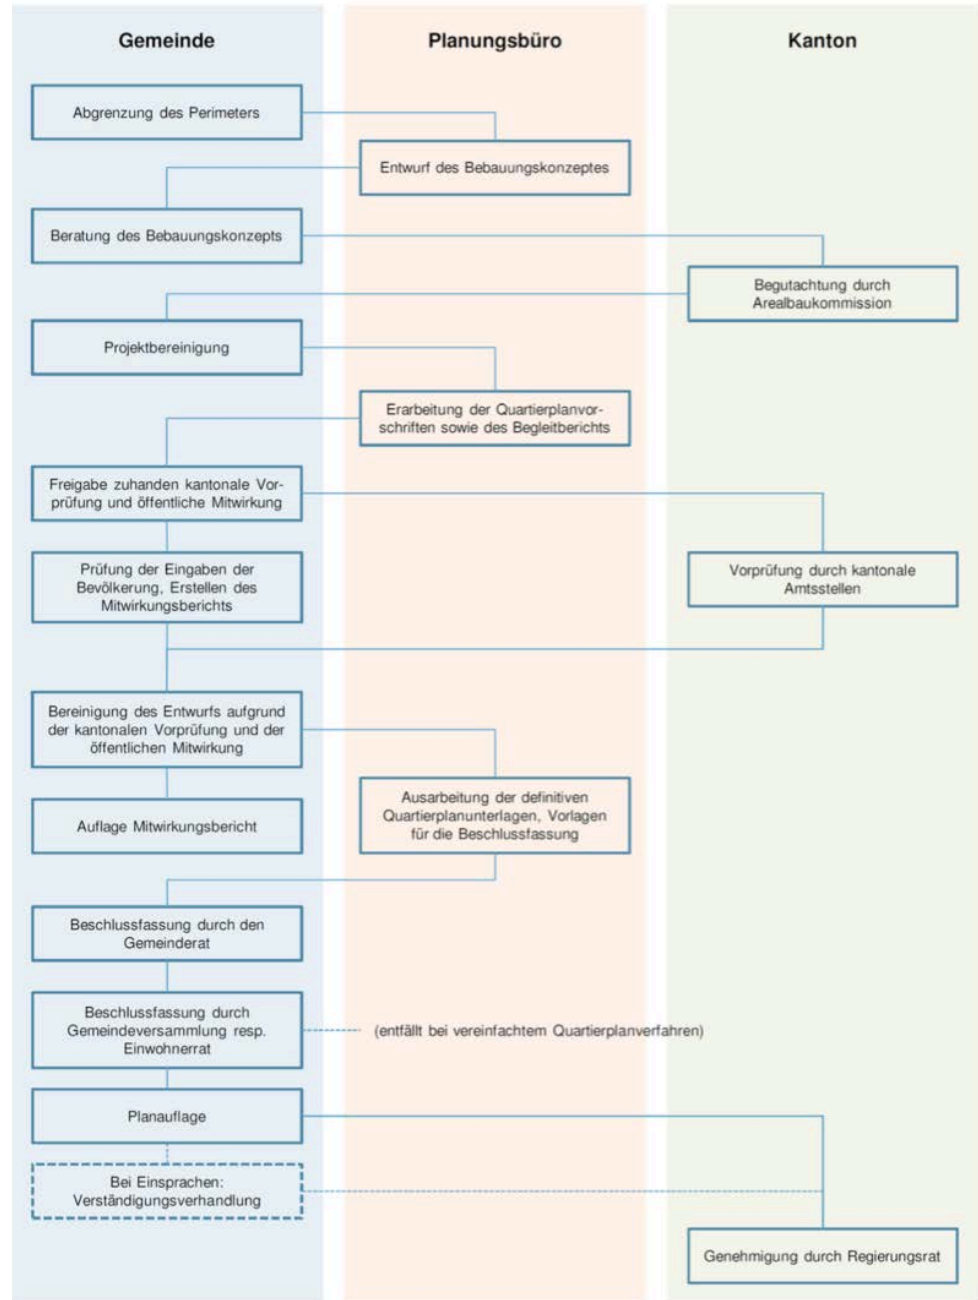 Gemeinde
Planungsbüro
Kanton
Abgrenzung des Perimeters
Entwurf des Bebauungskonzeptes
Beratung des Bebauungskonzepts
Begutachtung durch
Arealbaukommission
Projektbereinigung
Erarbeitung der Quartierplanvor-
schriften sowie des Begleitberichts
Freigabe zuhanden kantonale Vor-
prüfung und öffentliche Mitwirkung
Prüfung der Eingaben der
Bevölkerung, Erstellen des
Mitwirkungsberichts
Vorprüfung durch kantonale
Amtsstellen
Bereinigung des Entwurfs aufgrund
der kantonalen Vorprüfung und der
öffentlichen Mitwirkung
Ausarbeitung der definitiven
Quartierplanunterlagen, Vorlagen
für die Beschlussfassung
Auflage Mitwirkungsbericht
Beschlussfassung durch den
Gemeinderat
Beschlussfassung durch
Gemeindeversammlung resp.
Einwohnerrat
(entfällt bei vereinfachtem Quartierplanverfahren)
Planauflage
Bei Einsprachen:
Verständigungsverhandlung
Genehmigung durch Regierungsrat